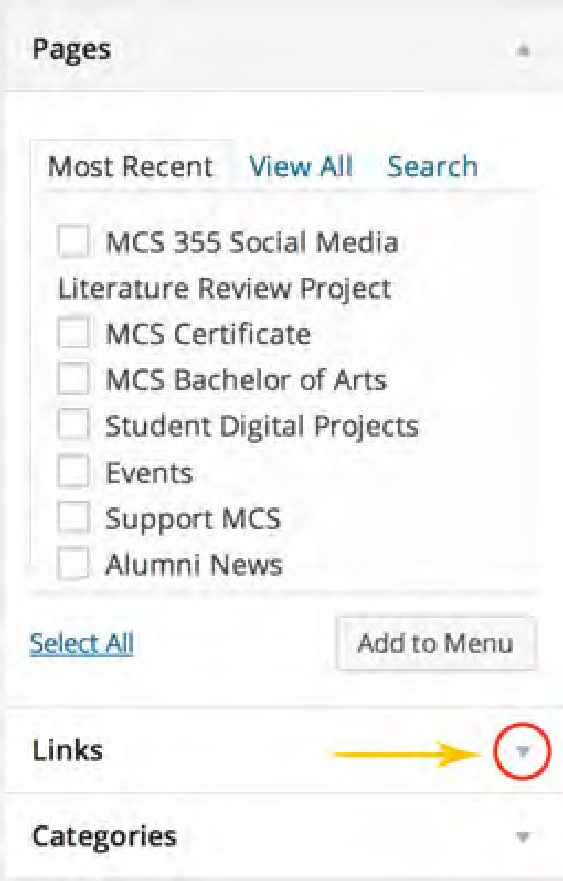 Pages
Most Recent View All Search
MCS 355 Social Media
Literature Review Project
MCS Certificate
MCS Bachelor of Arts
Student Digital Projects
Events
Support MCS
Alumni News
Select All Add to Menu
Links
Categories